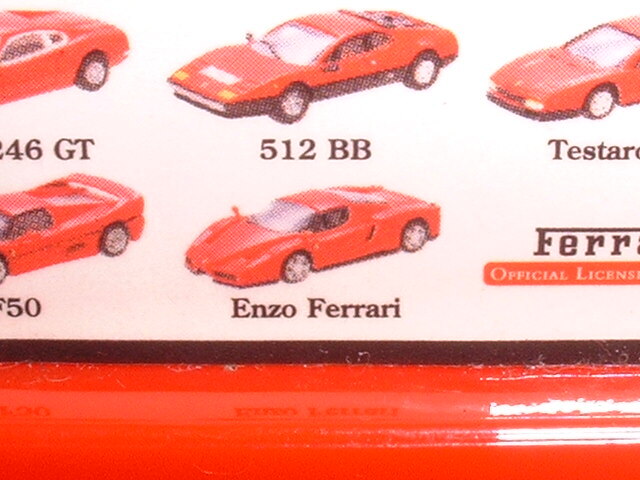 246 GT
512 BB
Testaro
F50
Enzo Ferrari
Ferra
OFFICIAL LICENS